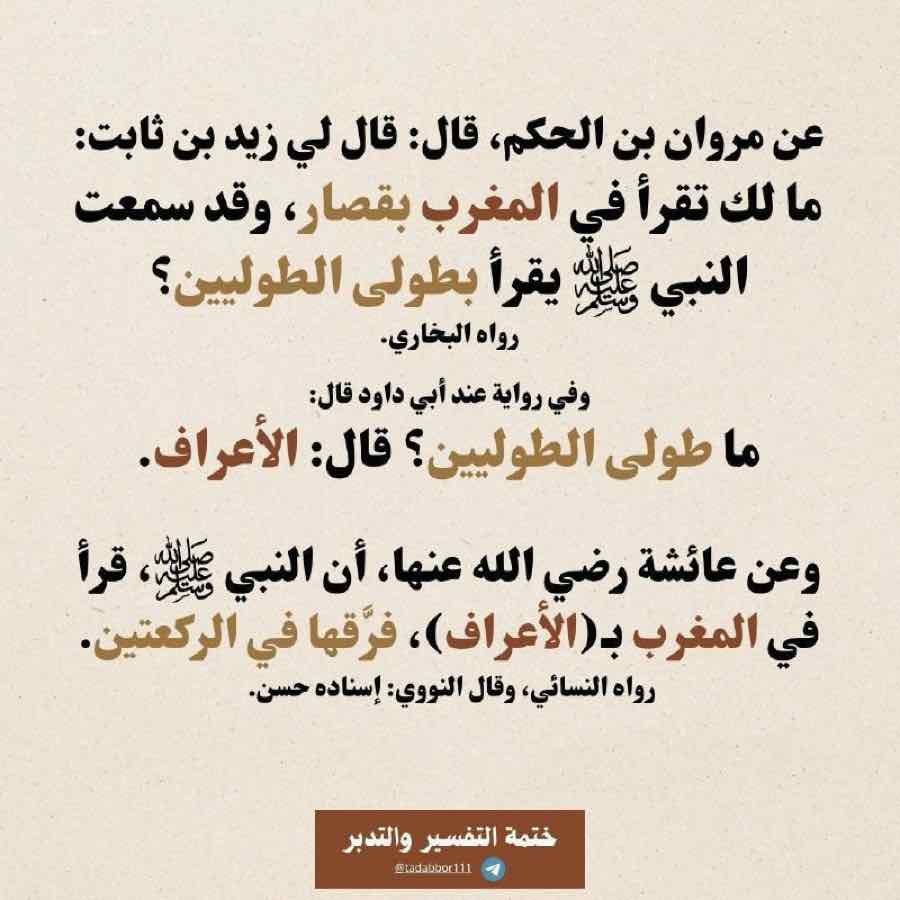 عن مروان بن الحكم، قال: قال لي زيد بن ثابت:
ما لك تقرأ في المغرب بقصار، وقد سمعت
النبي ﷺ يقرأ بطولى الطوليين؟
رواه البخاري.
وفي رواية عند أبي داود قال:
ما طولى الطوليين؟ قال: الأعراف.
وعن عائشة رضي الله عنها، أن النبي ﷺ، قرأ
في المغرب بـ(الأعراف)، فرَّقها في الركعتين.
رواه النسائي، وقال النووي: إسناده حسن.
ختمة التفسير والتدبر
@tadabbor111